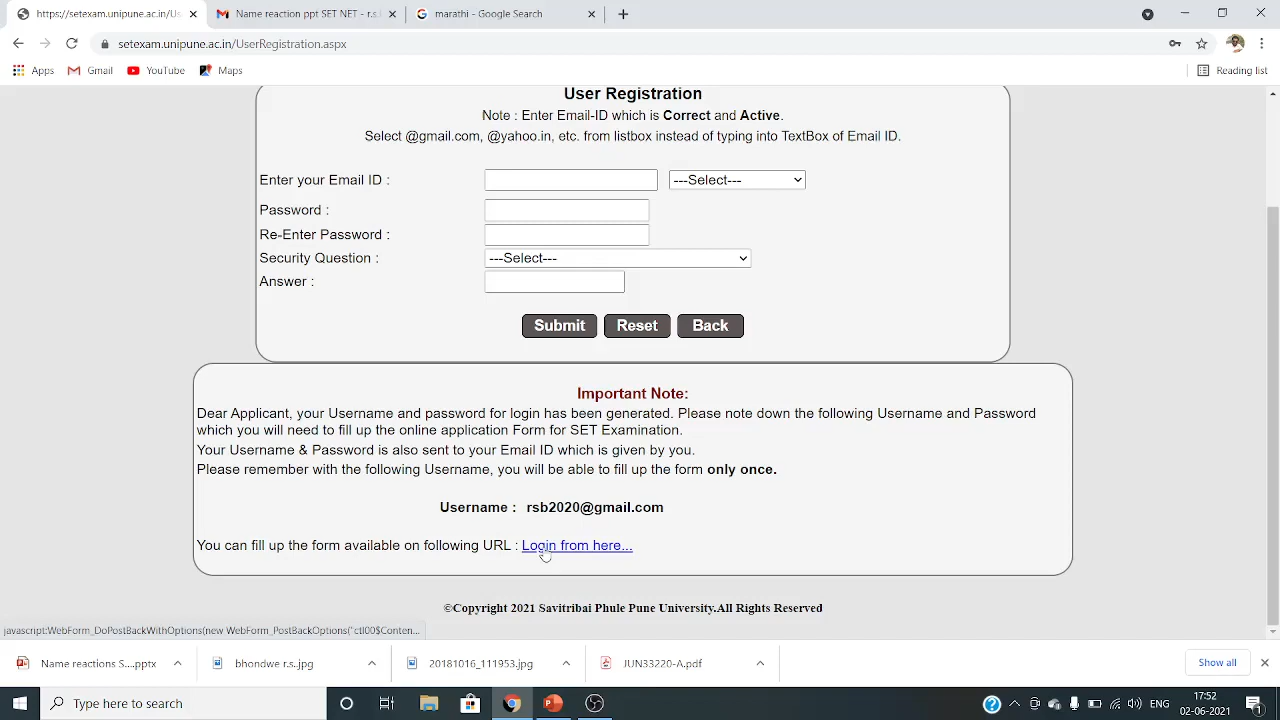 https://setexam.unipune.ac.in/Us
Name reaction ppt SET NET - r.s.
marathi - Google Search
setexam.unipune.ac.in/UserRegistration.aspx
Apps
Gmail
YouTube
Maps
Reading list
User Registration
Note : Enter Email-ID which is Correct and Active.
Select @gmail.com, @yahoo.in, etc. from listbox instead of typing into TextBox of Email ID.
Enter your Email ID :
---Select---
Password :
Re-Enter Password :
Security Question :
---Select---
Answer :
Submit
Reset
Back
Important Note:
Dear Applicant, your Username and password for login has been generated. Please note down the following Username and Password
which you will need to fill up the online application Form for SET Examination.
Your Username & Password is also sent to your Email ID which is given by you.
Please remember with the following Username, you will be able to fill up the form only once.
Username : rsb2020@gmail.com
You can fill up the form available on following URL : Login from here...
©Copyright 2021 Savitribai Phule Pune University.All Rights Reserved
javascript:WebForm_DoPostBackWithOptions(new WebForm_PostBackOptions("ctl00$Conten...
Name reactions S....pptx
bhondwe r.s.jpg
20181016_111953.jpg
JUN33220-A.pdf
Show all
Type here to search
ENG
17:52
02-06-2021
1